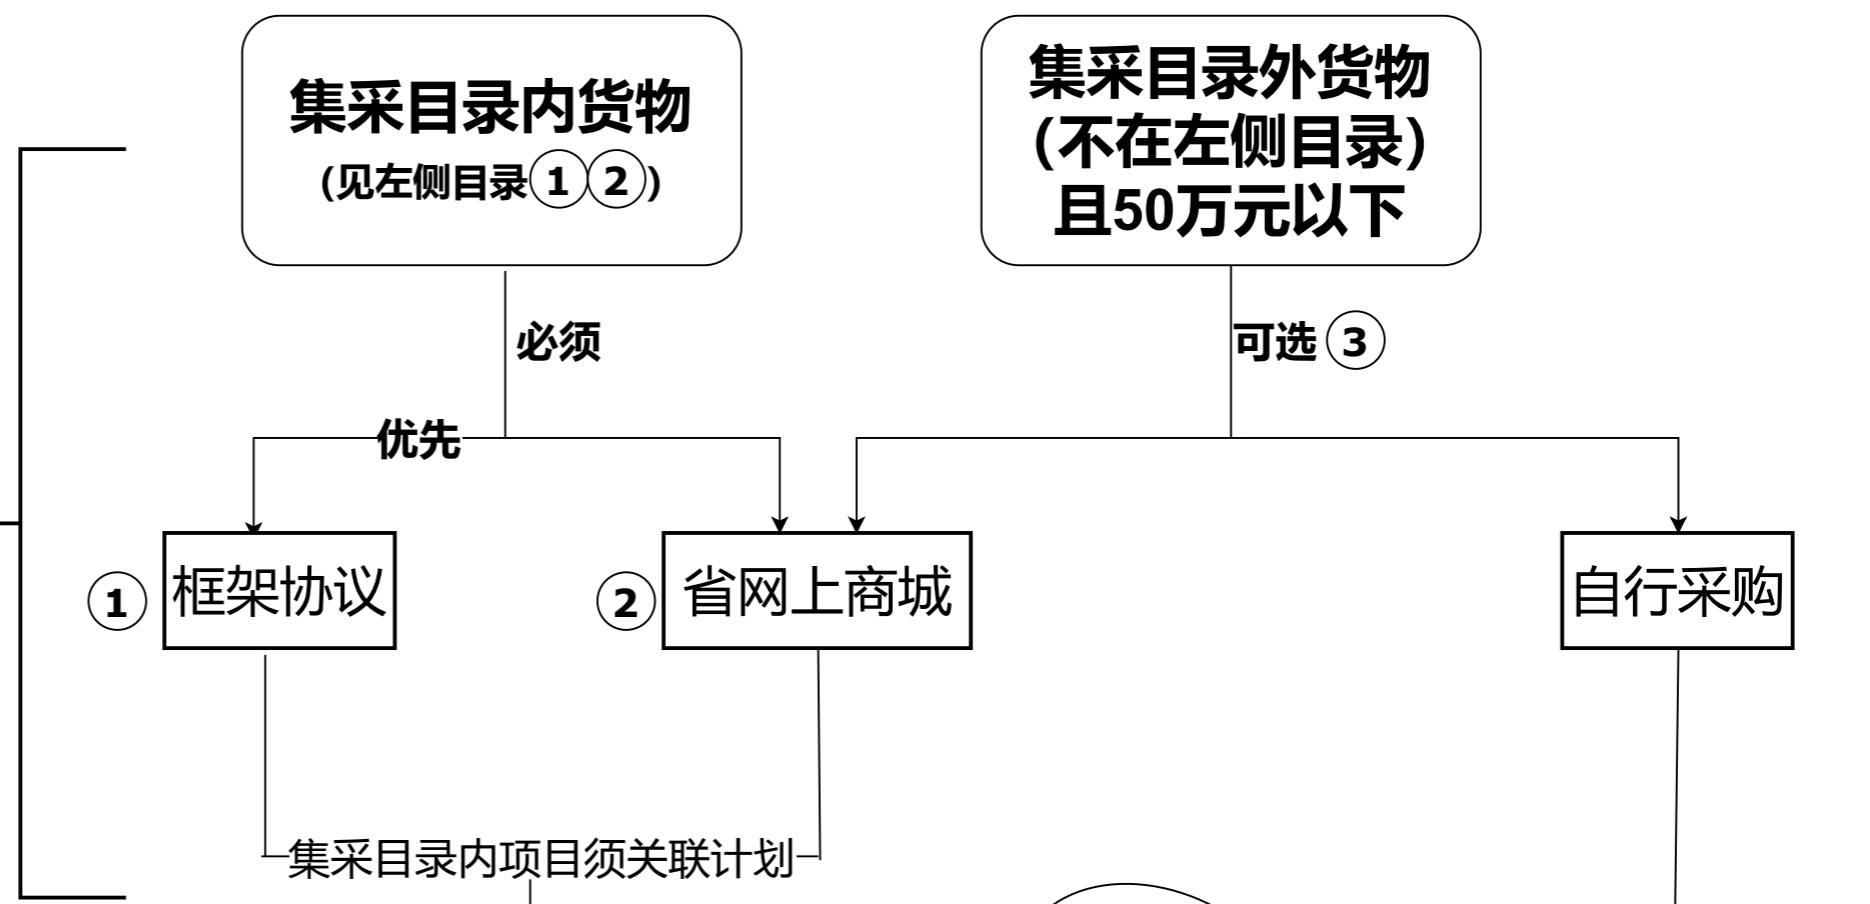 集采目录内货物
(见左侧目录①②)
集采目录外货物
(不在左侧目录)
且50万元以下
必须
可选③
优先
① 框架协议
② 省网上商城
自行采购
集采目录内项目须关联计划